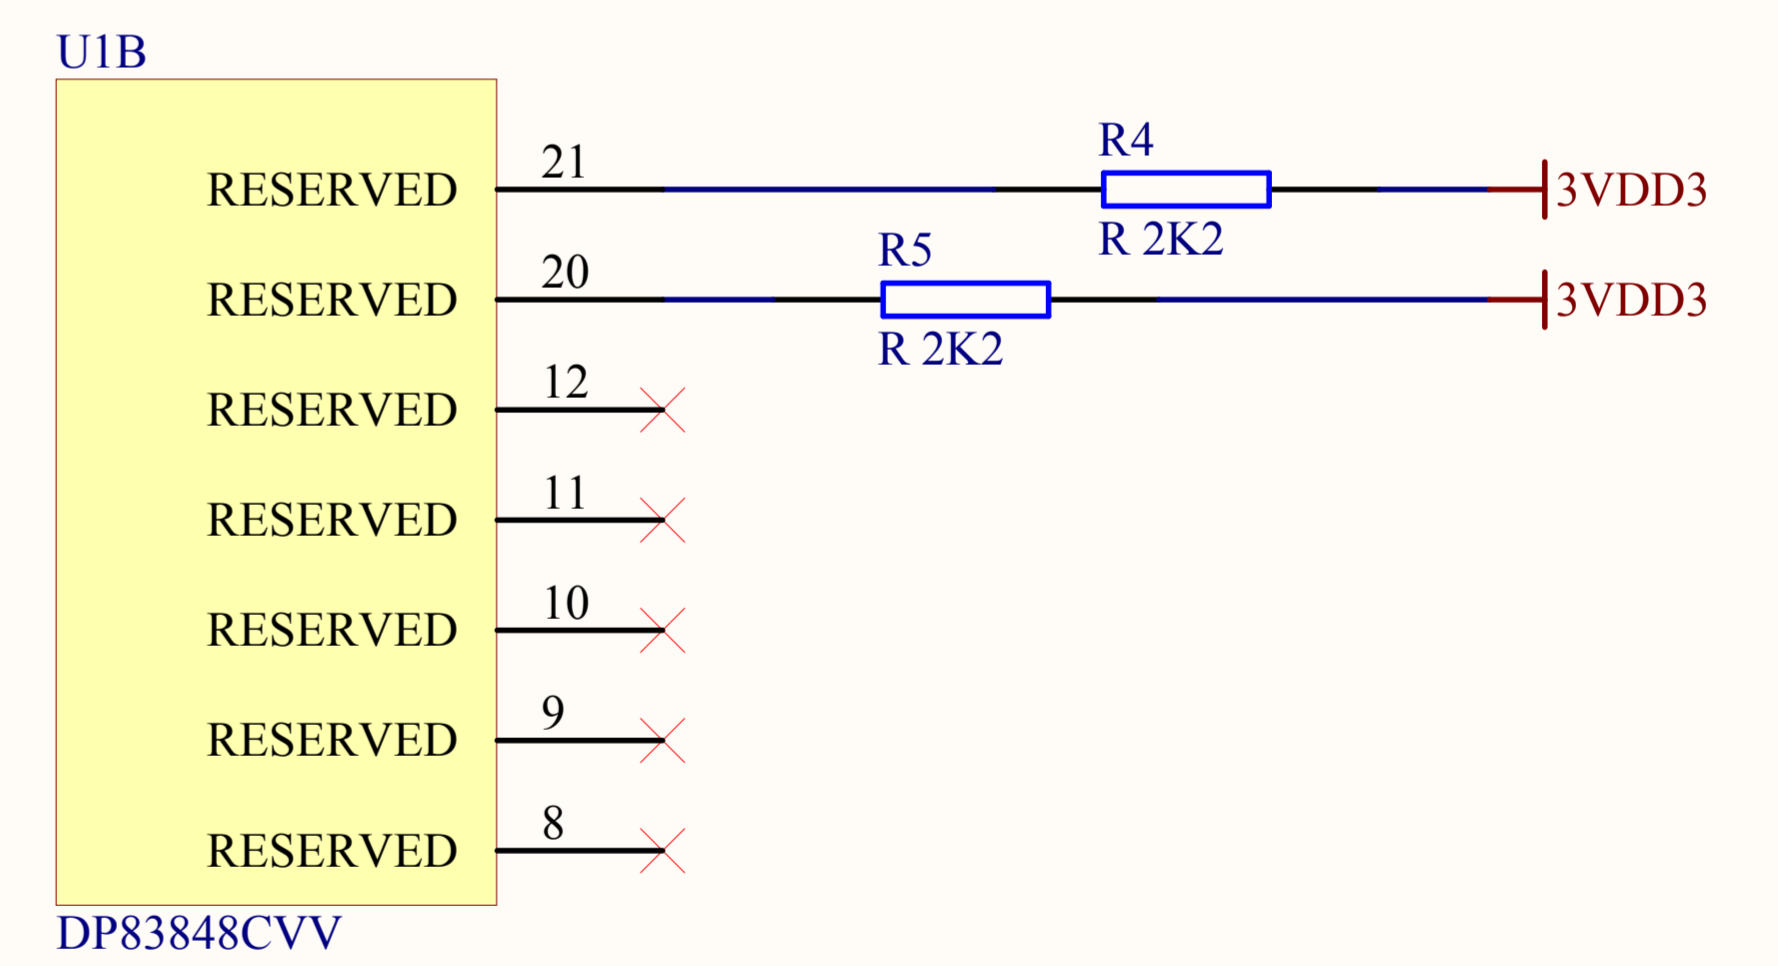 U1B
RESERVED 21
R4
R 2K2
3VDD3
RESERVED 20
R5
R 2K2
3VDD3
RESERVED 12
RESERVED 11
RESERVED 10
RESERVED 9
RESERVED 8
DP83848CVV